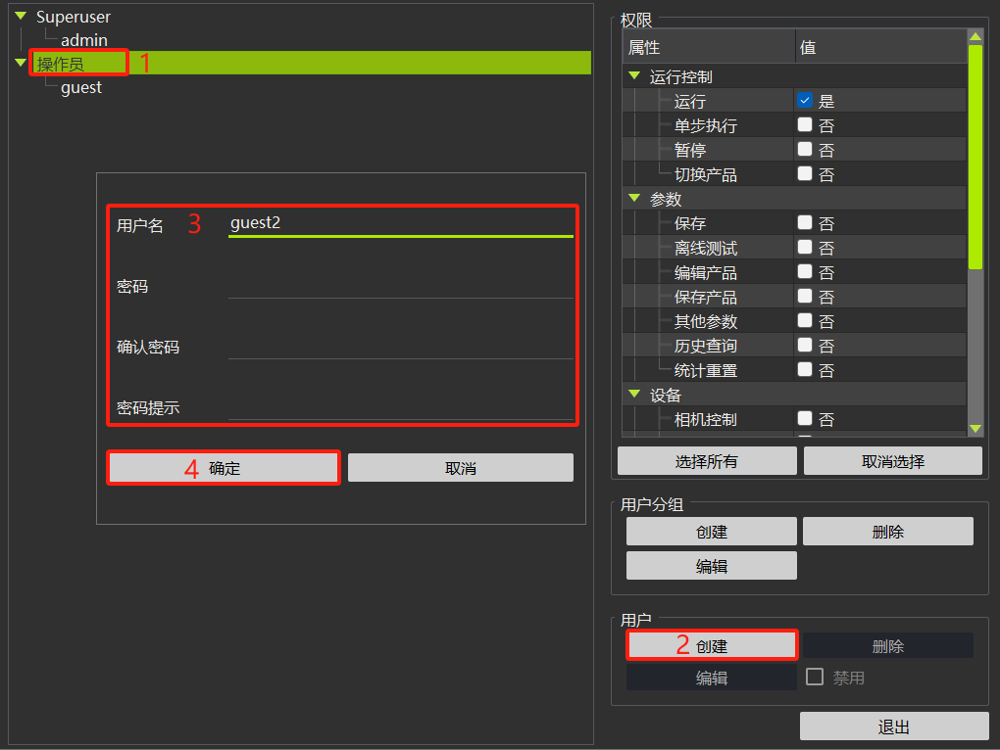 Superuser
admin
操作员 1
guest
用户名 3 guest2
密码
确认密码
密码提示
4 确定 取消
权限
属性 值
运行控制
运行 是
单步执行 否
暂停 否
切换产品 否
参数
保存 否
离线测试 否
编辑产品 否
保存产品 否
其他参数 否
历史查询 否
统计重置 否
设备
相机控制 否
选择所有 取消选择
用户分组
创建 删除
编辑
用户
2 创建 删除
编辑 禁用
退出